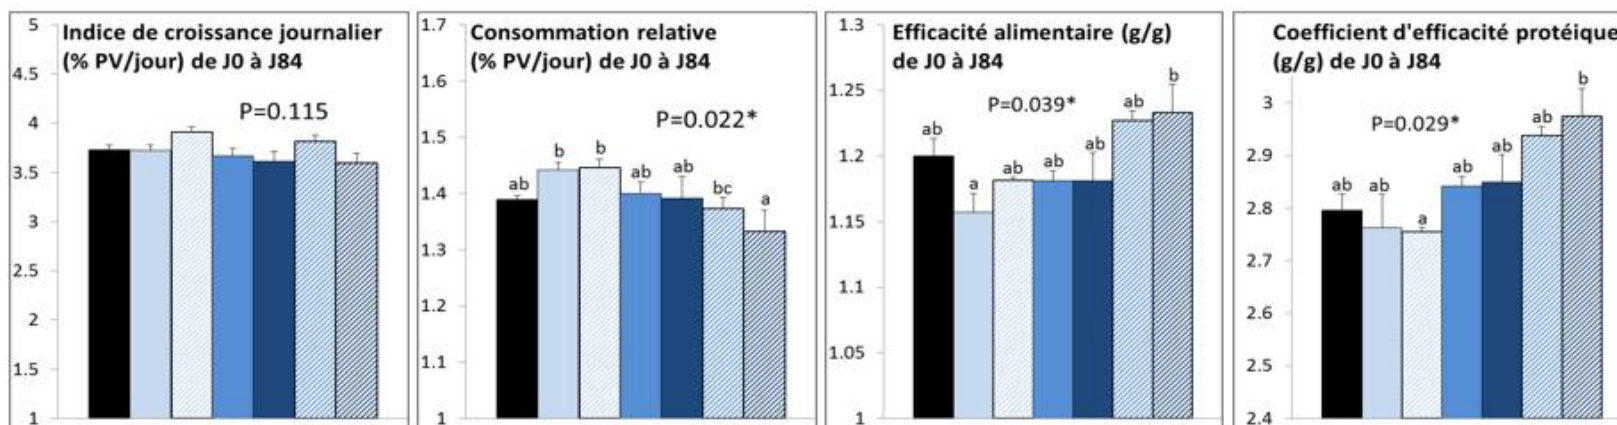 Indice de croissance journalier
(% PV/jour) de J0 à J84
P=0.115
5
4.5
4
3.5
3
2.5
2
1.5
1
Consommation relative
(% PV/jour) de J0 à J84
P=0.022*
1.7
1.6
1.5
1.4
1.3
1.2
1.1
1
ab
b
b
ab
ab
bc
a
Efficacité alimentaire (g/g)
de J0 à J84
P=0.039*
1.3
1.25
1.2
1.15
1.1
1.05
1
ab
a
ab
ab
ab
ab
b
Coefficient d'efficacité protéique
(g/g) de J0 à J84
P=0.029*
3
2.9
2.8
2.7
2.6
2.5
2.4
ab
ab
a
ab
ab
ab
b